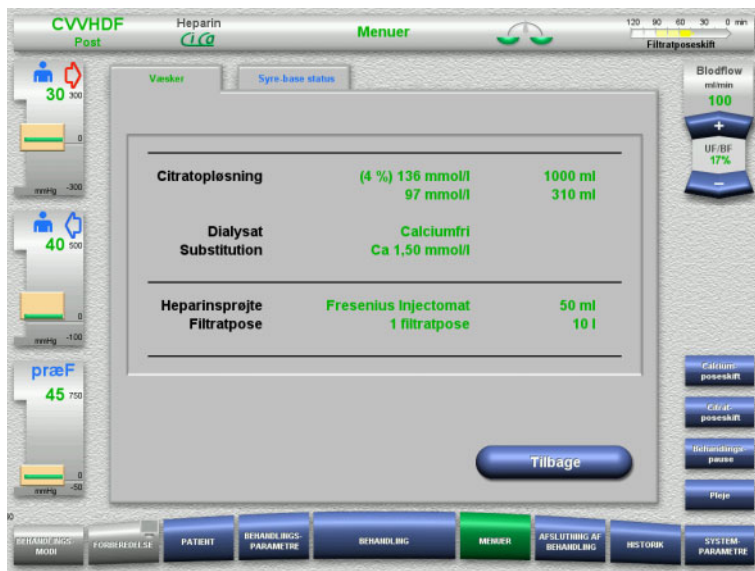 CVVHDF
Post
Heparin
Ci Ca
Menuer
120 90 60 30 0 min
Filtratposeskift
30
300
0
mmHg -300
40
500
0
mmHg -100
præF
45
750
0
mmHg -50
Væsker
Syre-base status
Citratopløsning (4 %) 136 mmol/l 1000 ml
97 mmol/l 310 ml
Dialysat Calciumfri
Substitution Ca 1,50 mmol/l
Heparinsprøjte Fresenius Injectomat 50 ml
Filtratpose 1 filtratpose 10 l
Tilbage
Blodflow
ml/min
100
+
UF/BF
17%
−
Calcium-
poseskift
Citrat-
poseskift
Behandlings-
pause
Pleje
BEHANDLINGS-
MODI
FORBEREDELSE
PATIENT
BEHANDLINGS-
PARAMETRE
BEHANDLING
MENUER
AFSLUTNING AF
BEHANDLING
HISTORIK
SYSTEM-
PARAMETRE